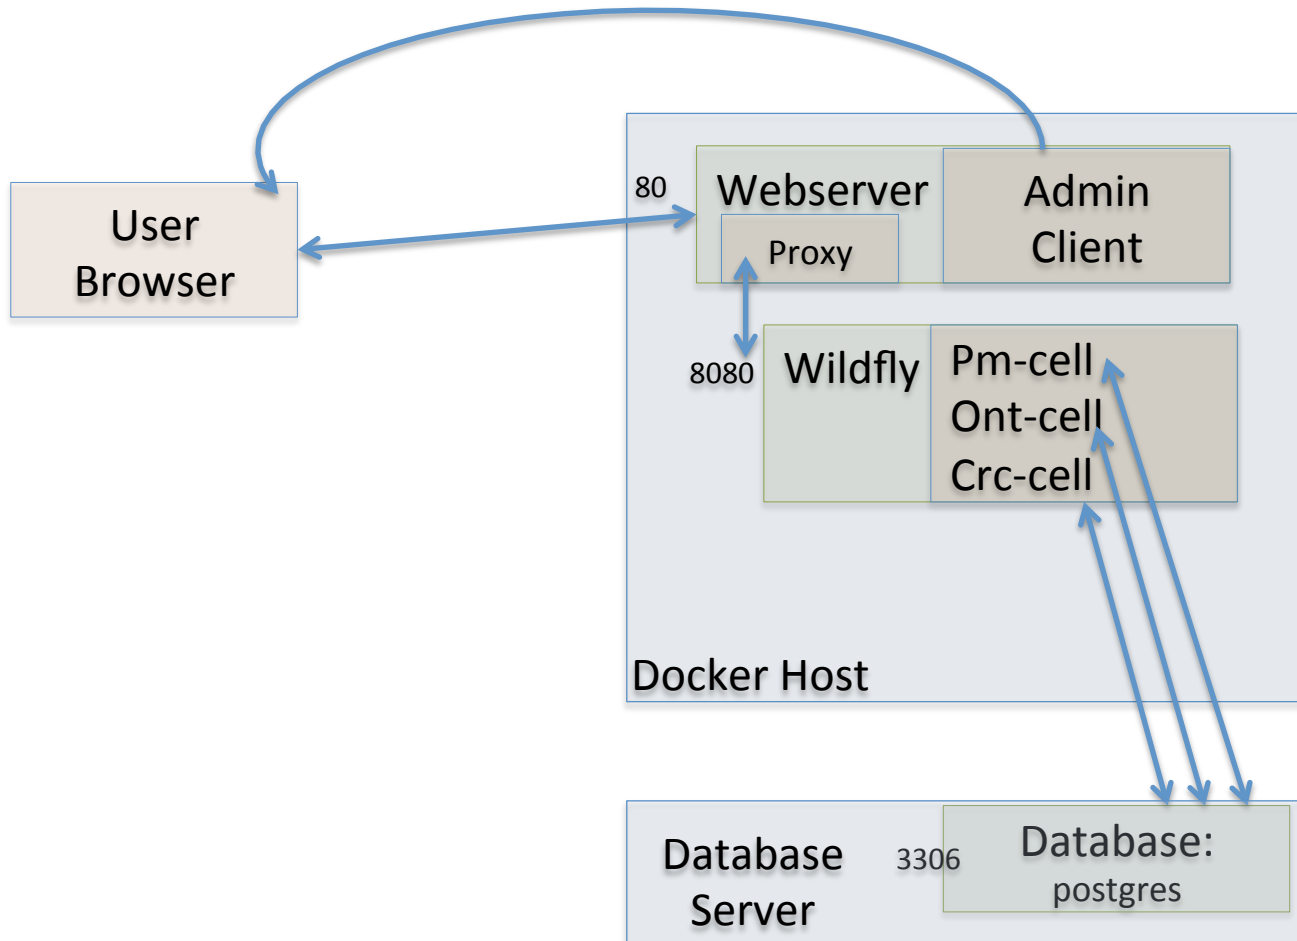 User
Browser
80
Webserver
Proxy
Admin
Client
8080
Wildfly
Pm-cell
Ont-cell
Crc-cell
Docker Host
Database
Server
3306
Database:
postgres